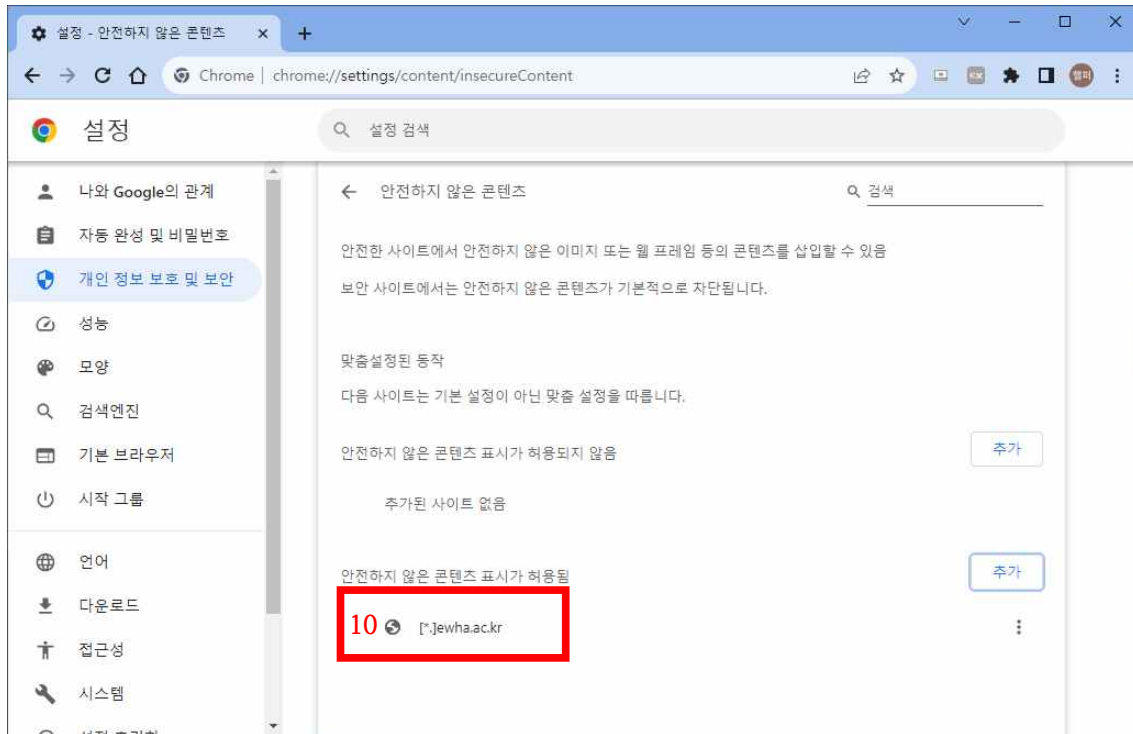 설정 - 안전하지 않은 콘텐츠
Chrome | chrome://settings/content/insecureContent
설정
설정 검색
나와 Google의 관계
자동 완성 및 비밀번호
개인 정보 보호 및 보안
성능
모양
검색엔진
기본 브라우저
시작 그룹
언어
다운로드
접근성
시스템
안전하지 않은 콘텐츠
검색
안전한 사이트에서 안전하지 않은 이미지 또는 웹 프레임 등의 콘텐츠를 삽입할 수 있음
보안 사이트에서는 안전하지 않은 콘텐츠가 기본적으로 차단됩니다.
맞춤설정된 동작
다음 사이트는 기본 설정이 아닌 맞춤 설정을 따릅니다.
안전하지 않은 콘텐츠 표시가 허용되지 않음
추가
추가된 사이트 없음
안전하지 않은 콘텐츠 표시가 허용됨
추가
10 [*.]ewha.ac.kr